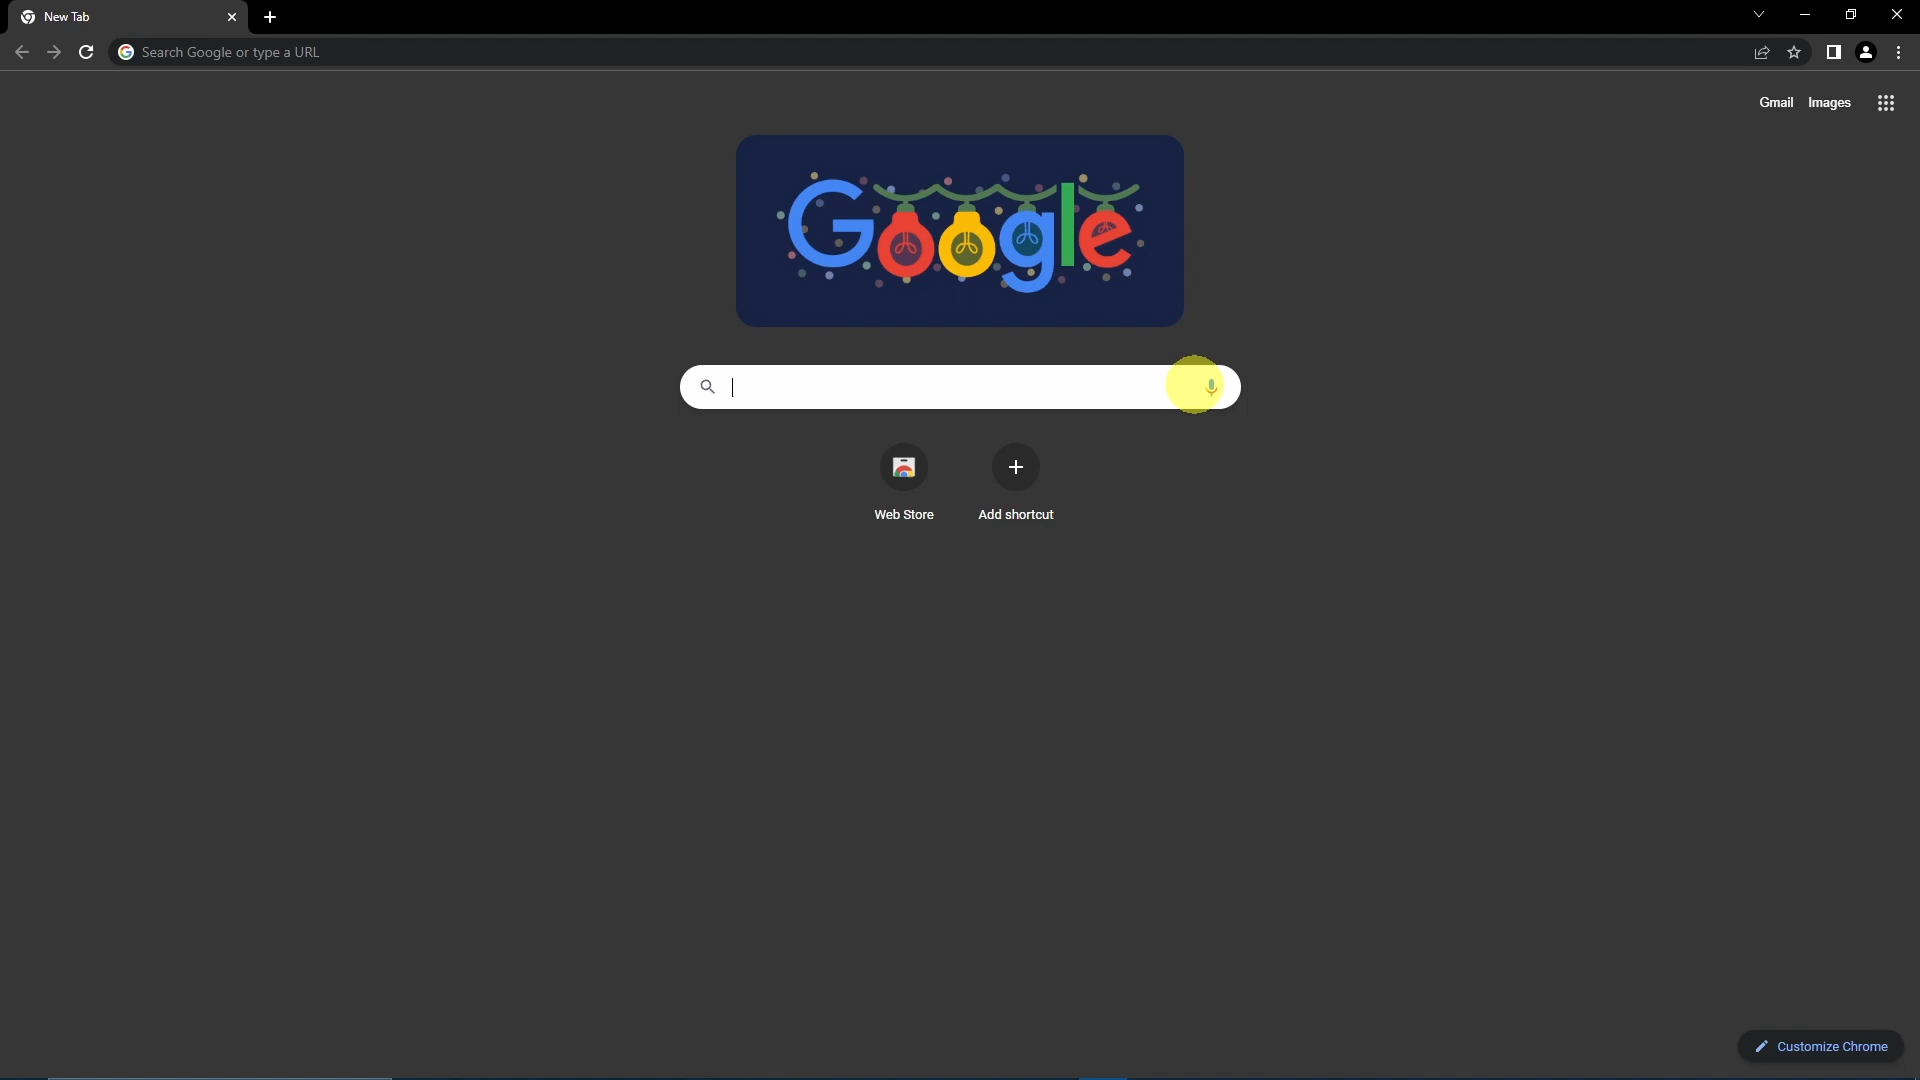 New Tab
Search Google or type a URL
Gmail Images
Google
Web Store Add shortcut
Customize Chrome